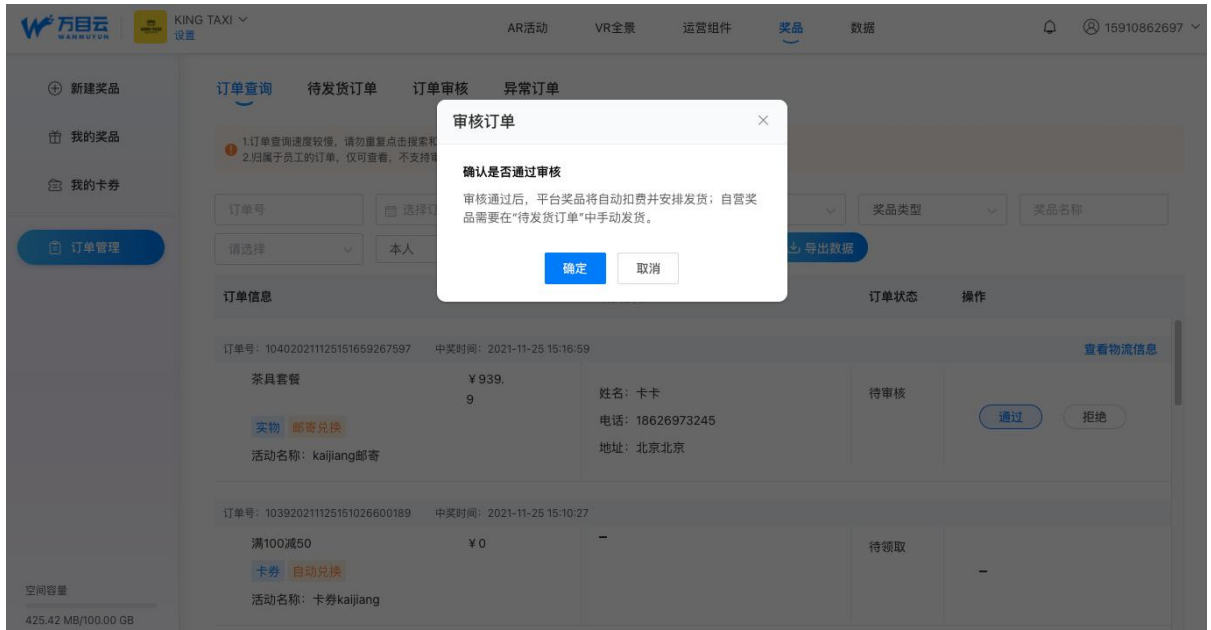 万目云
WANMUYUN
KING TAXI
设置
AR活动
VR全景
运营组件
奖品
数据
15910862697
新建奖品
我的奖品
我的卡券
订单管理
空间容量
425.42 MB/100.00 GB
订单查询
待发货订单
订单审核
异常订单
1.订单查询速度较慢，请勿重复点击搜索和
2.归属于员工的订单，仅可查看，不支持审
审核订单
确认是否通过审核
审核通过后，平台奖品将自动扣费并安排发货；自营奖
品需要在“待发货订单”中手动发货。
确定
取消
订单号
选择订
奖品类型
奖品名称
请选择
本人
导出数据
订单信息
订单状态
操作
订单号：1040202111251516592​67597
中奖时间：2021-11-25 15:16:59
查看物流信息
茶具套餐
￥939.
9
实物
邮寄兑换
活动名称：kaijiang邮寄
姓名：卡卡
电话：18626973245
地址：北京北京
待审核
通过
拒绝
订单号：103920211125151026600189
中奖时间：2021-11-25 15:10:27
满100减50
￥0
–
待领取
–
卡券
自动兑换
活动名称：卡券kaijiang